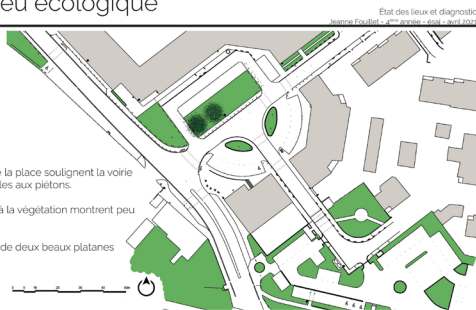 eu écologique
État des lieux et diagnostic
Jeanne Fouillet - 4ème année - esaj - avril 2021
e la place soulignent la voirie
les aux piétons.
à la végétation montrent peu
de deux beaux platanes